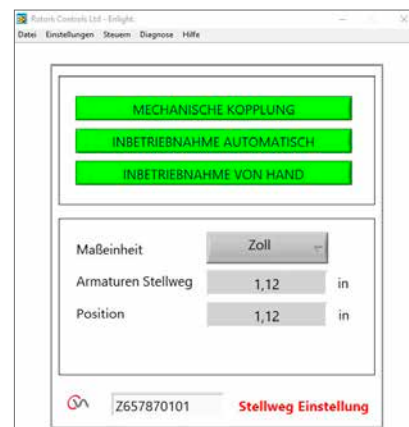 Rotork Controls Ltd - Enlight
Datei Einstellungen Steuern Diagnose Hilfe
MECHANISCHE KOPPLUNG
INBETRIEBNAHME AUTOMATISCH
INBETRIEBNAHME VON HAND
Maßeinheit Zoll
Armaturen Stellweg 1,12 in
Position 1,12 in
Z657870101 Stellweg Einstellung